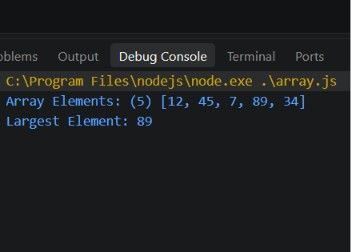 oblems Output Debug Console Terminal Ports
C:\Program Files\nodejs\node.exe .\array.js
Array Elements: (5) [12, 45, 7, 89, 34]
Largest Element: 89